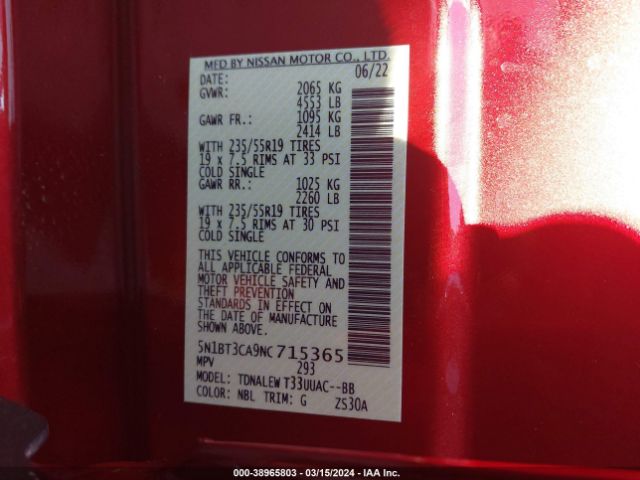 MFD BY NISSAN MOTOR CO., LTD.
DATE: 06/22
GVWR: 2065 KG
4553 LB
GAWR FR.: 1095 KG
2414 LB
WITH 235/55R19 TIRES
19 x 7.5 RIMS AT 33 PSI
COLD SINGLE
GAWR RR.: 1025 KG
2260 LB
WITH 235/55R19 TIRES
19 x 7.5 RIMS AT 30 PSI
COLD SINGLE
THIS VEHICLE CONFORMS TO
ALL APPLICABLE FEDERAL
MOTOR VEHICLE SAFETY AND
THEFT PREVENTION
STANDARDS IN EFFECT ON
THE DATE OF MANUFACTURE
SHOWN ABOVE.
5N1BT3CA9NC715365
MPV 293
MODEL: TDNALEW T33UUAC--BB
COLOR: NBL TRIM: G ZS30A
000-38965803 - 03/15/2024 - IAA Inc.